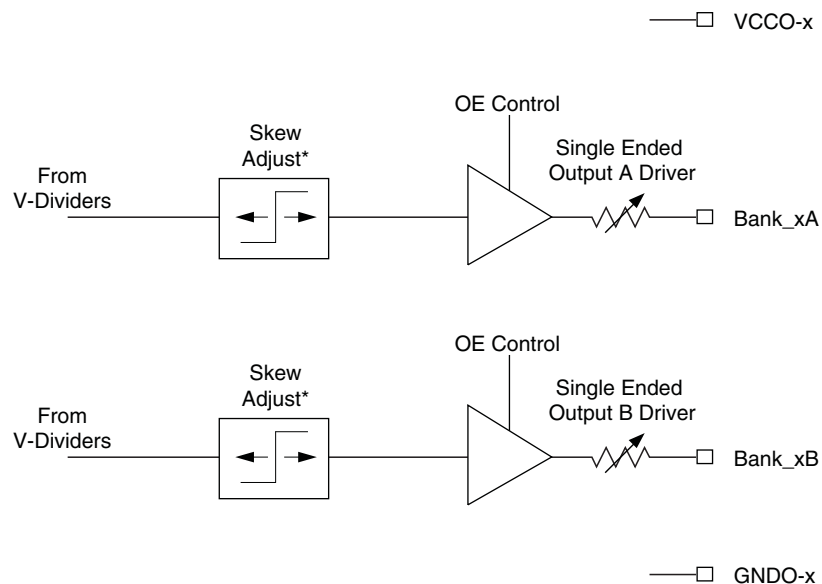 VCCO-x
OE Control
Skew
Adjust*
Single Ended
Output A Driver
From
V-Dividers
Bank_xA
OE Control
Skew
Adjust*
Single Ended
Output B Driver
From
V-Dividers
Bank_xB
GNDO-x